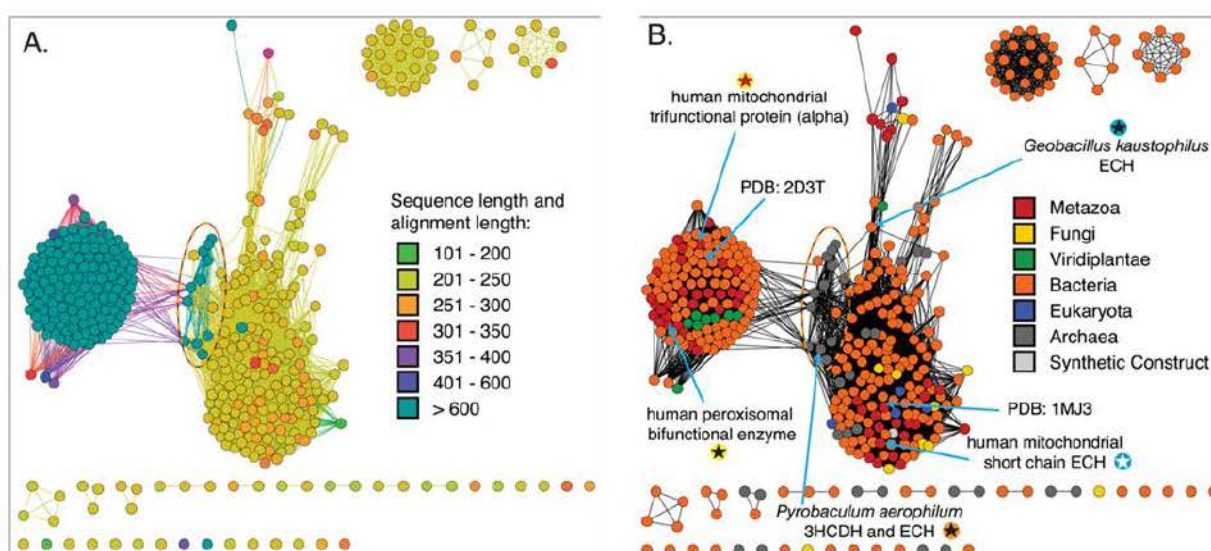 A.
Sequence length and
alignment length:
101 - 200
201 - 250
251 - 300
301 - 350
351 - 400
401 - 600
> 600
B.
human mitochondrial
trifunctional protein (alpha)
PDB: 2D3T
Geobacillus kaustophilus
ECH
Metazoa
Fungi
Viridiplantae
Bacteria
Eukaryota
Archaea
Synthetic Construct
human peroxisomal
bifunctional enzyme
PDB: 1MJ3
human mitochondrial
short chain ECH
Pyrobaculum aerophilum
3HCDH and ECH